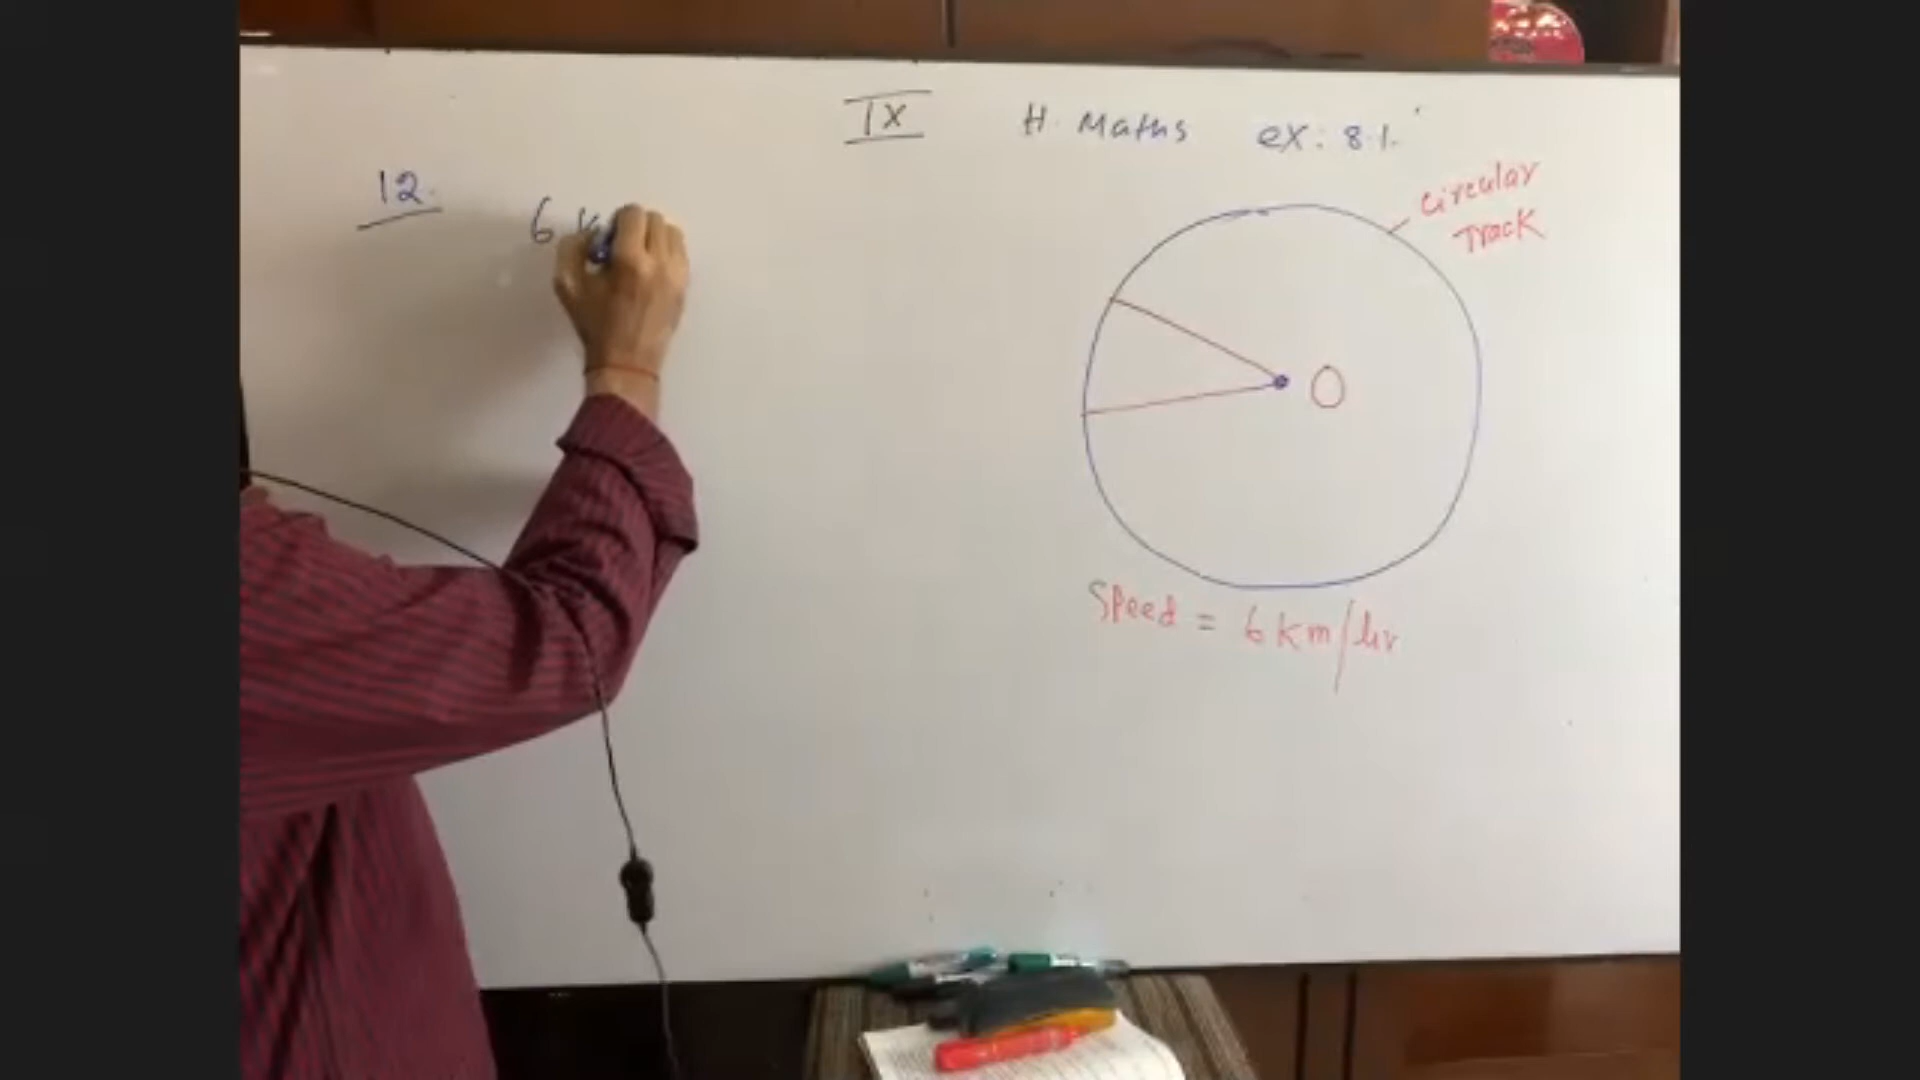 IX H. Maths ex: 8.1.
12.
6 k
circular
Track
O
Speed = 6 km/hr